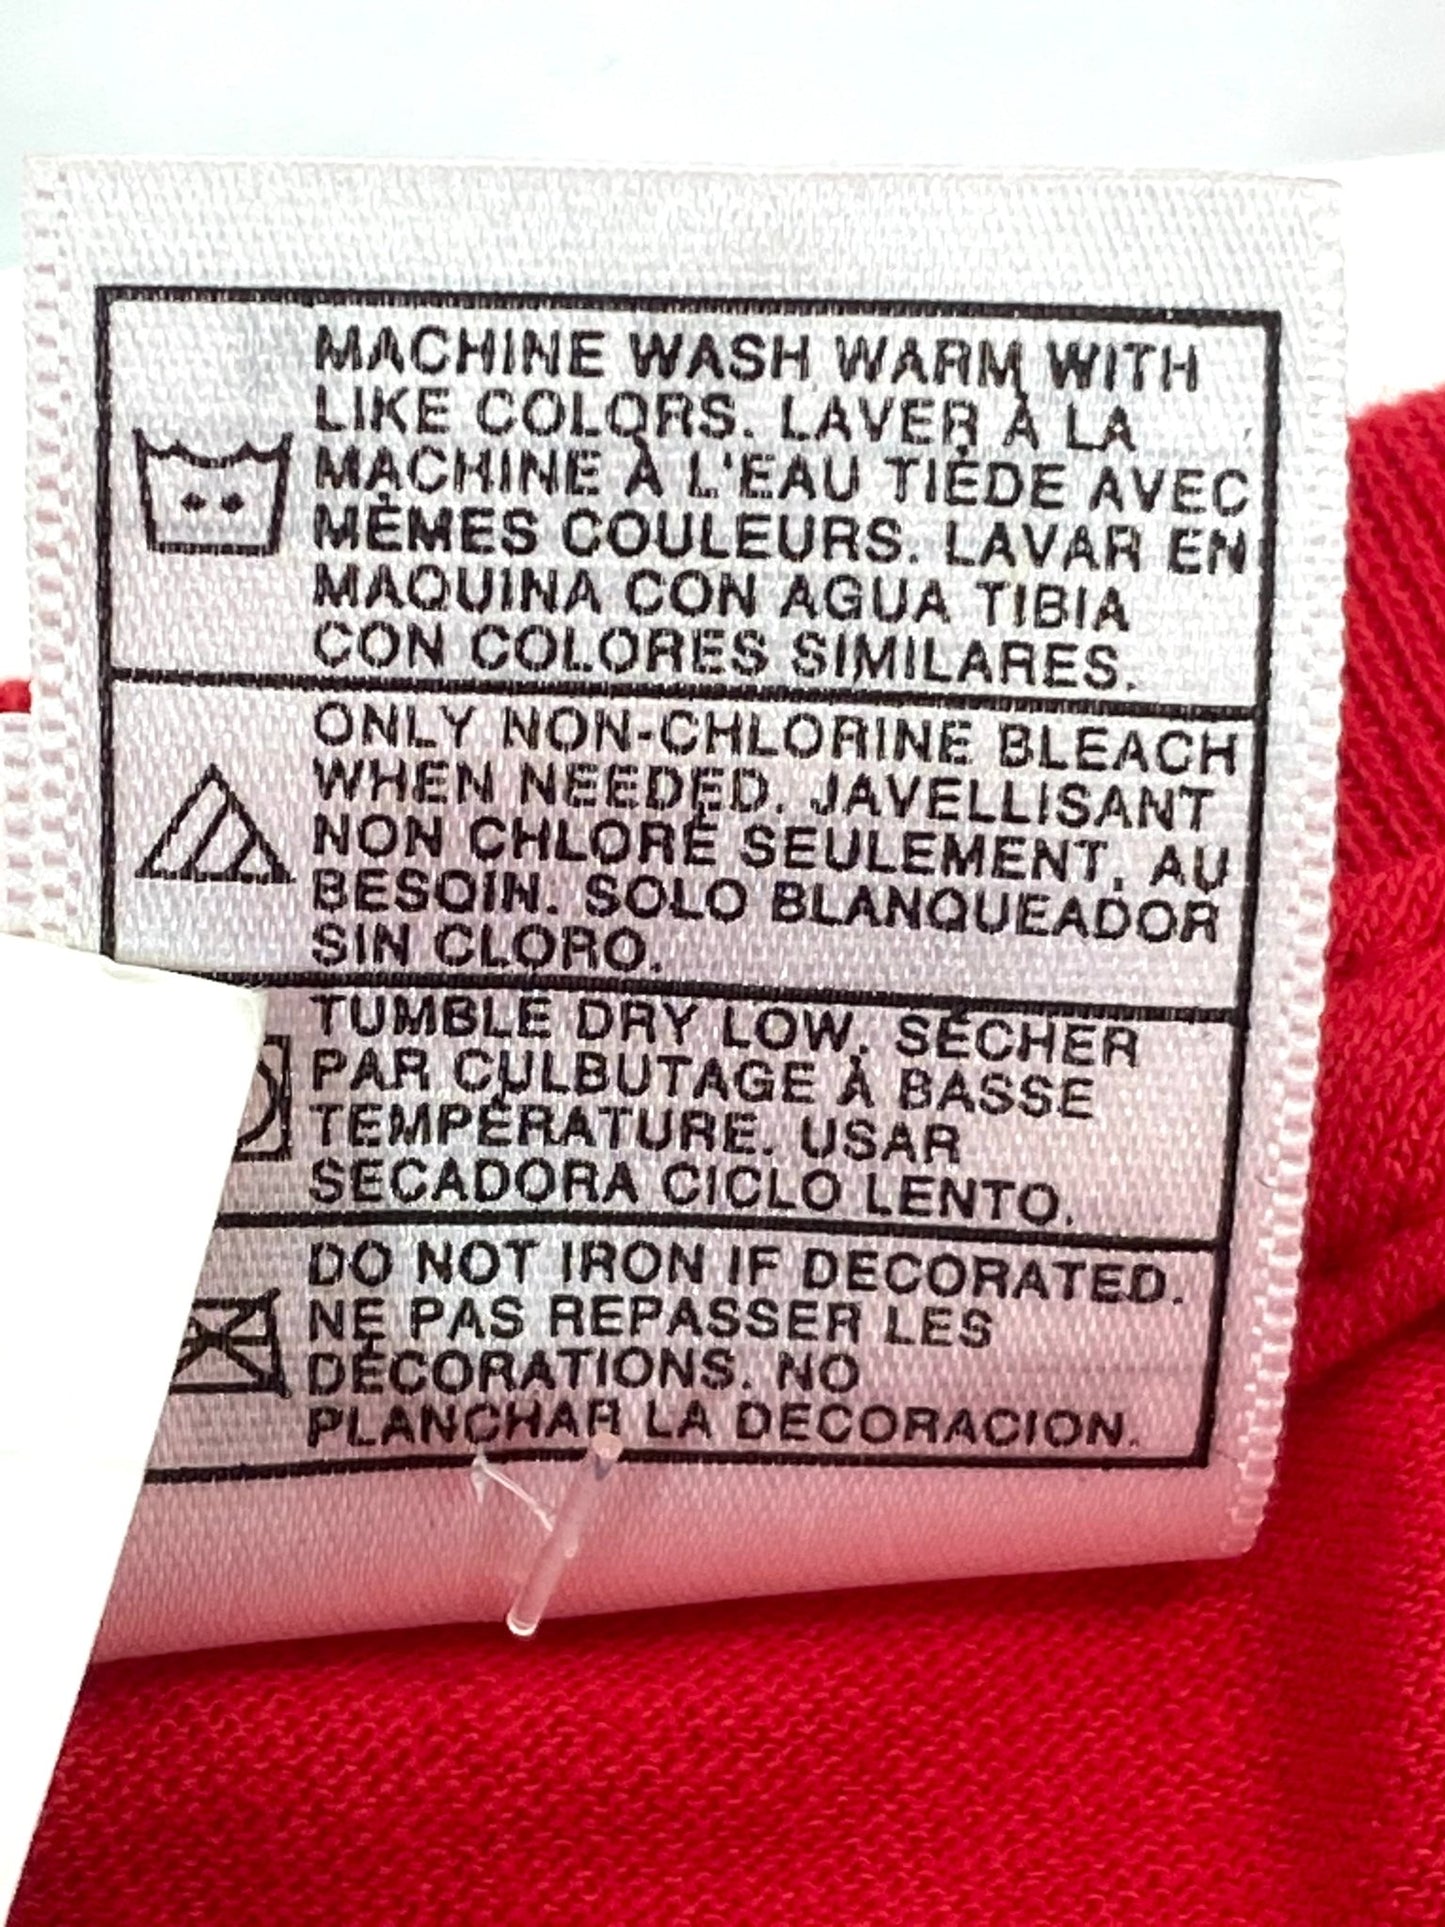 MACHINE WASH WARM WITH
LIKE COLORS. LAVER À LA
MACHINE À L'EAU TIÉDE AVEC
MÊMES COULEURS. LAVAR EN
MAQUINA CON AGUA TIBIA
CON COLORES SIMILARES.
ONLY NON-CHLORINE BLEACH
WHEN NEEDED. JAVELLISANT
NON CHLORÉ SEULEMENT, AU
BESOIN. SOLO BLANQUEADOR
SIN CLORO.
TUMBLE DRY LOW. SÉCHER
PAR CULBUTAGE À BASSE
TEMPÉRATURE. USAR
SECADORA CICLO LENTO.
DO NOT IRON IF DECORATED.
NE PAS REPASSER LES
DÉCORATIONS. NO
PLANCHAR LA DECORACION.